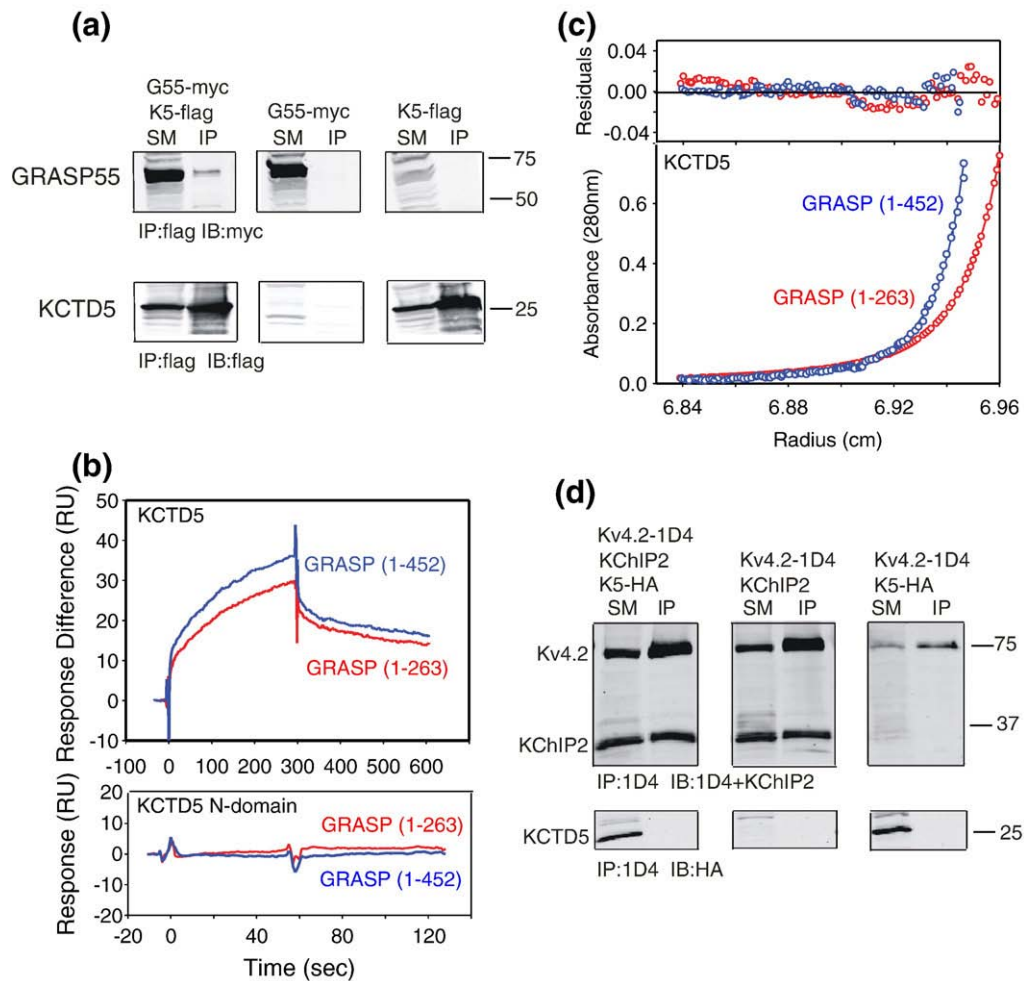 (a)
G55-myc
K5-flag
SM IP
G55-myc
SM IP
K5-flag
SM IP
GRASP55
75
50
IP:flag IB:myc
KCTD5
25
IP:flag IB:flag
(b)
Response Difference (RU)
50
40
30
20
10
0
-10
KCTD5
GRASP (1-452)
GRASP (1-263)
-100 0 100 200 300 400 500 600
Response (RU)
20
10
0
-10
-20
KCTD5 N-domain
GRASP (1-263)
GRASP (1-452)
-20 0 40 80 120
Time (sec)
(c)
Residuals
0.04
0.00
-0.04
Absorbance (280nm)
KCTD5
0.6
0.4
0.2
0.0
GRASP (1-452)
GRASP (1-263)
6.84 6.88 6.92 6.96
Radius (cm)
(d)
Kv4.2-1D4
KChIP2
K5-HA
SM IP
Kv4.2-1D4
KChIP2
SM IP
Kv4.2-1D4
K5-HA
SM IP
Kv4.2
75
37
KChIP2
IP:1D4 IB:1D4+KChIP2
KCTD5
25
IP:1D4 IB:HA